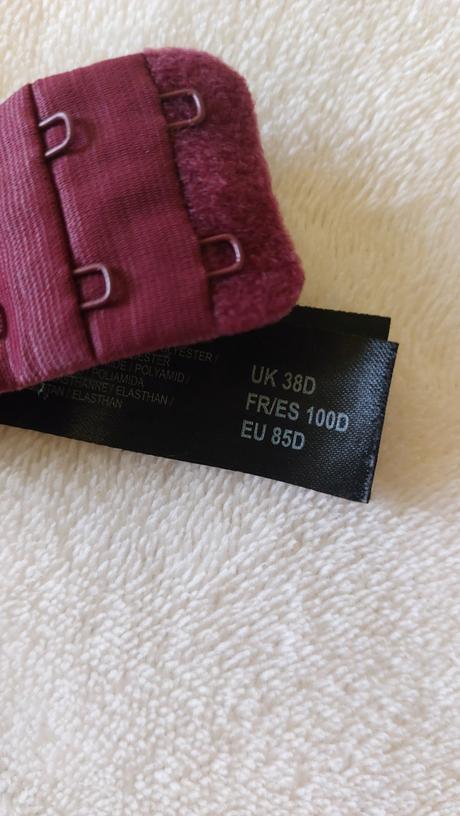 POLYAMID /
POLIAMIDA
/ ELASTHAN /
/ ELASTHAN
UK 38D
FR/ES 100D
EU 85D